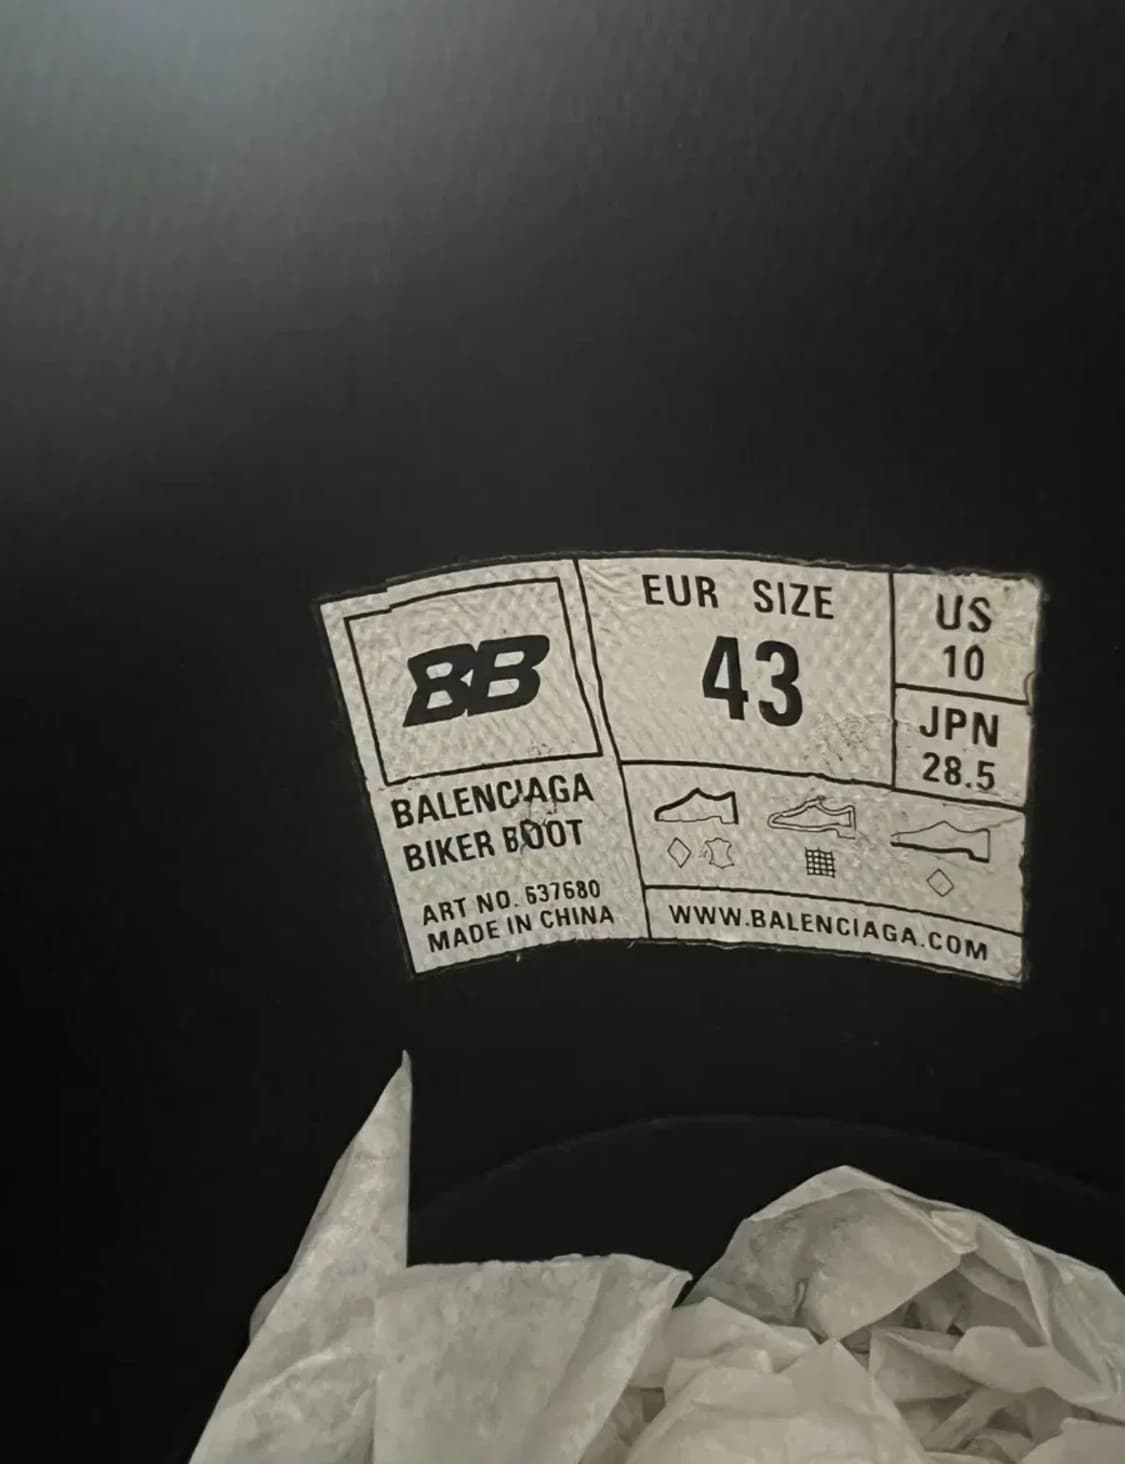 BB
BALENCIAGA
BIKER BOOT
ART NO. 637680
MADE IN CHINA
EUR SIZE
43
US
10
JPN
28.5
WWW.BALENCIAGA.COM